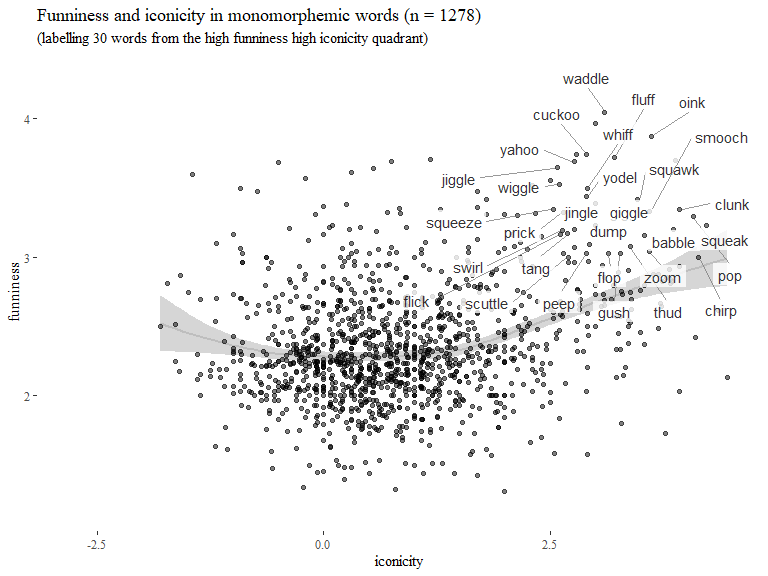 Funniness and iconicity in monomorphemic words (n = 1278)
(labelling 30 words from the high funniness high iconicity quadrant)
waddle
fluff
oink
cuckoo
whiff
smooch
yahoo
squawk
jiggle
wiggle
yodel
clunk
squeeze
jingle
giggle
prick
dump
babble
squeak
swirl
tang
flop
zoom
pop
flick
scuttle
peep
gush
thud
chirp
4
3
2
funniness
-2.5
0.0
2.5
iconicity